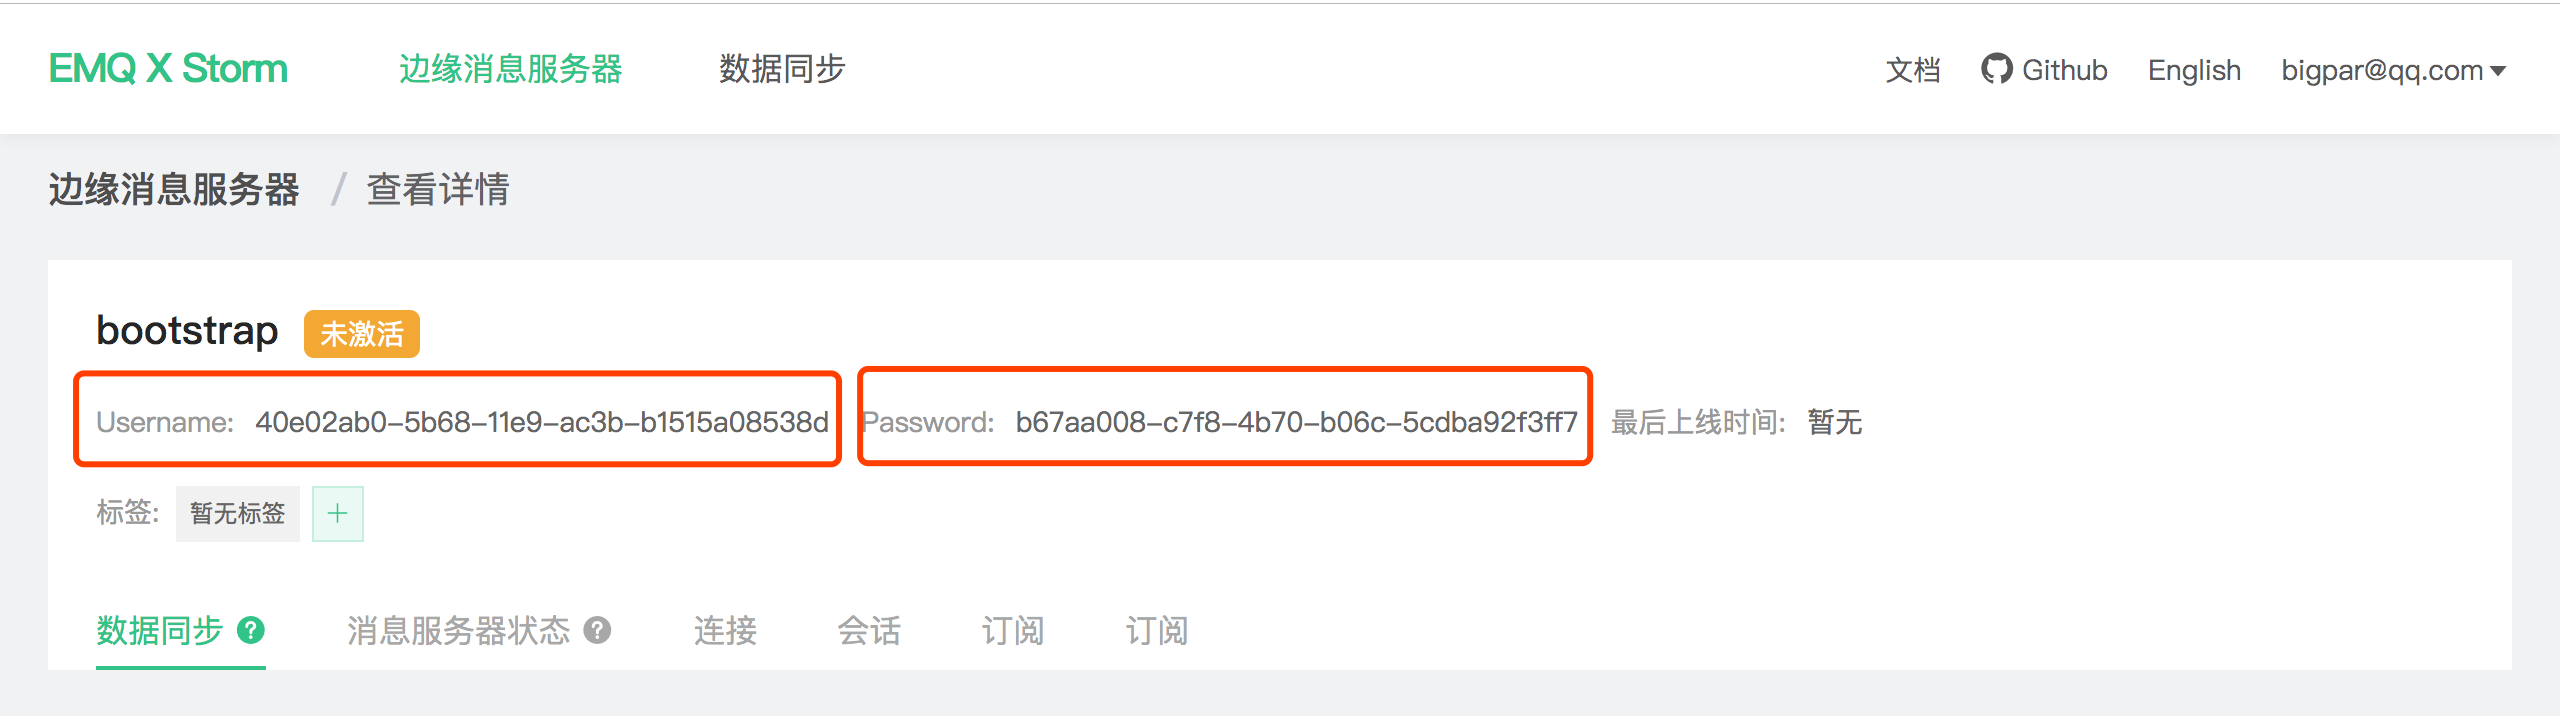 EMQ X Storm 边缘消息服务器 数据同步 文档 Github English bigpar@qq.com
边缘消息服务器 / 查看详情
bootstrap 未激活
Username: 40e02ab0-5b68-11e9-ac3b-b1515a08538d Password: b67aa008-c7f8-4b70-b06c-5cdba92f3ff7 最后上线时间: 暂无
标签: 暂无标签 +
数据同步 ? 消息服务器状态 ? 连接 会话 订阅 订阅